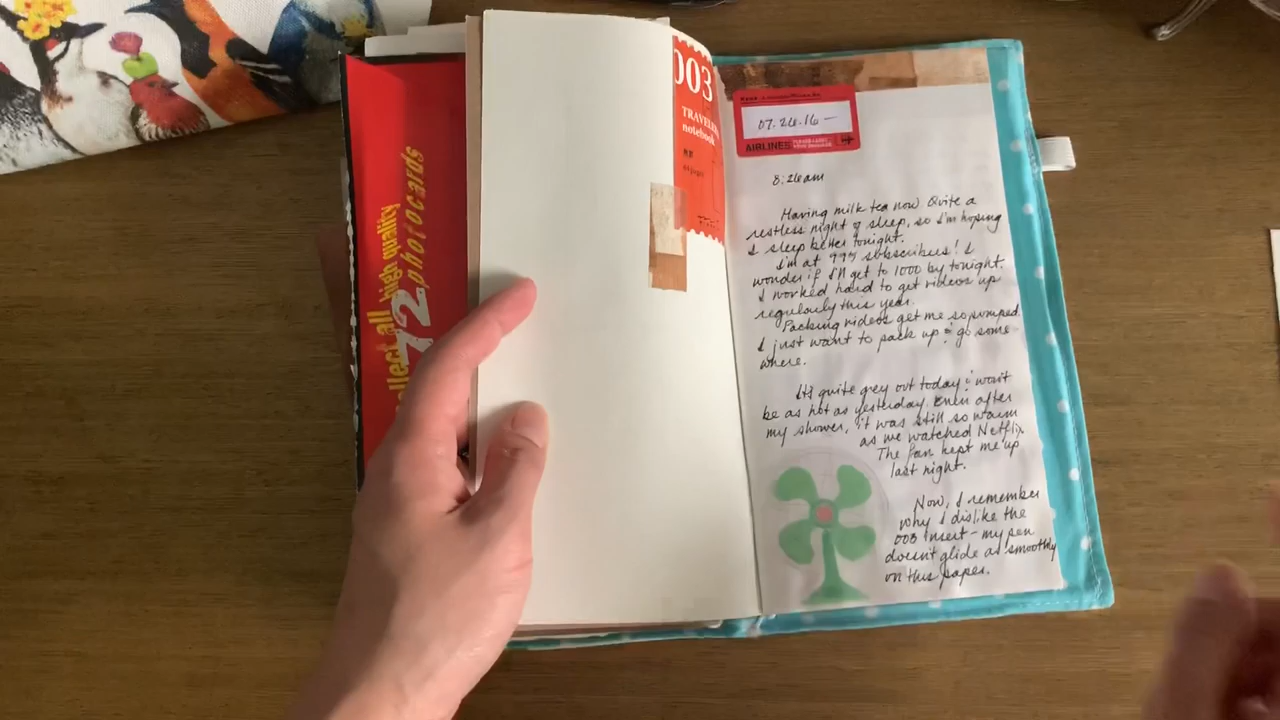 collect all
72
high quality
photocards
003
TRAVELER'S
notebook
07.26.16-
AIRLINES
8:26am
Having milk tea now. Quite a
restless night of sleep, so I'm hoping
I sleep better tonight.
I'm at 995 subscribers! I
wonder if I'll get to 1000 by tonight.
I worked hard to get videos up
regularly this year.
Packing videos get me so pumped.
I just want to pack up & go some-
where.
It's quite grey out today & won't
be as hot as yesterday. Even after
my shower, it was still so warm
as we watched Netflix.
The fan kept me up
last night.
Now, I remember
why I dislike the
003 insert - my pen
doesn't glide as smoothly
on this paper.